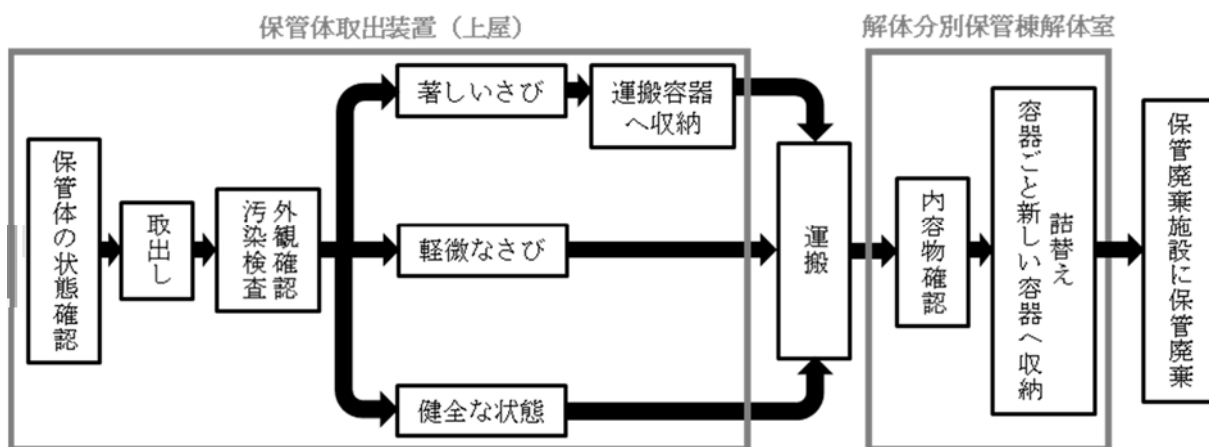 保管体取出装置（上屋）
解体分別保管棟解体室
保管体の状態確認
取出し
外観確認
汚染検査
著しいさび
運搬容器
へ収納
軽微なさび
健全な状態
運搬
内容物確認
詰替え
容器ごと新しい容器へ収納
保管廃棄施設に保管廃棄